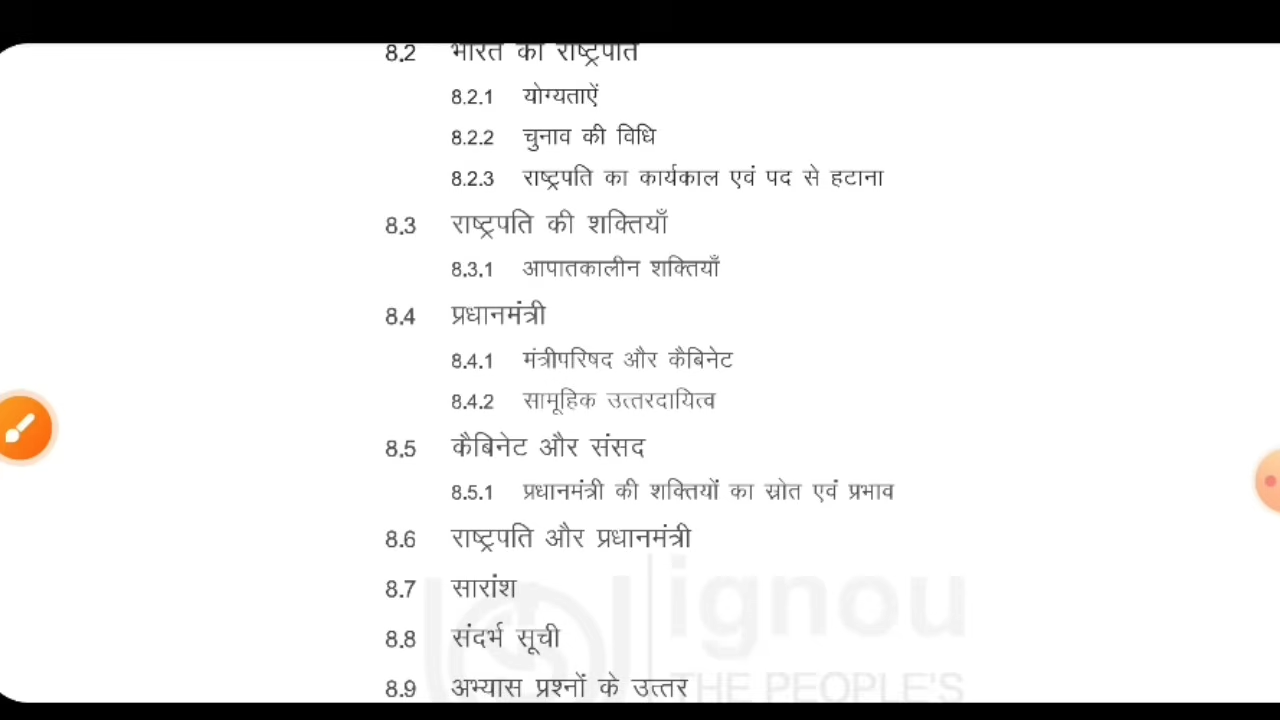 8.2 भारत का राष्ट्रपति
8.2.1 योग्यताऐं
8.2.2 चुनाव की विधि
8.2.3 राष्ट्रपति का कार्यकाल एवं पद से हटाना
8.3 राष्ट्रपति की शक्तियाँ
8.3.1 आपातकालीन शक्तियाँ
8.4 प्रधानमंत्री
8.4.1 मंत्रीपरिषद और कैबिनेट
8.4.2 सामूहिक उत्तरदायित्व
8.5 कैबिनेट और संसद
8.5.1 प्रधानमंत्री की शक्तियों का स्रोत एवं प्रभाव
8.6 राष्ट्रपति और प्रधानमंत्री
8.7 सारांश
8.8 संदर्भ सूची
8.9 अभ्यास प्रश्नों के उत्तर
ignou
THE PEOPLE'S